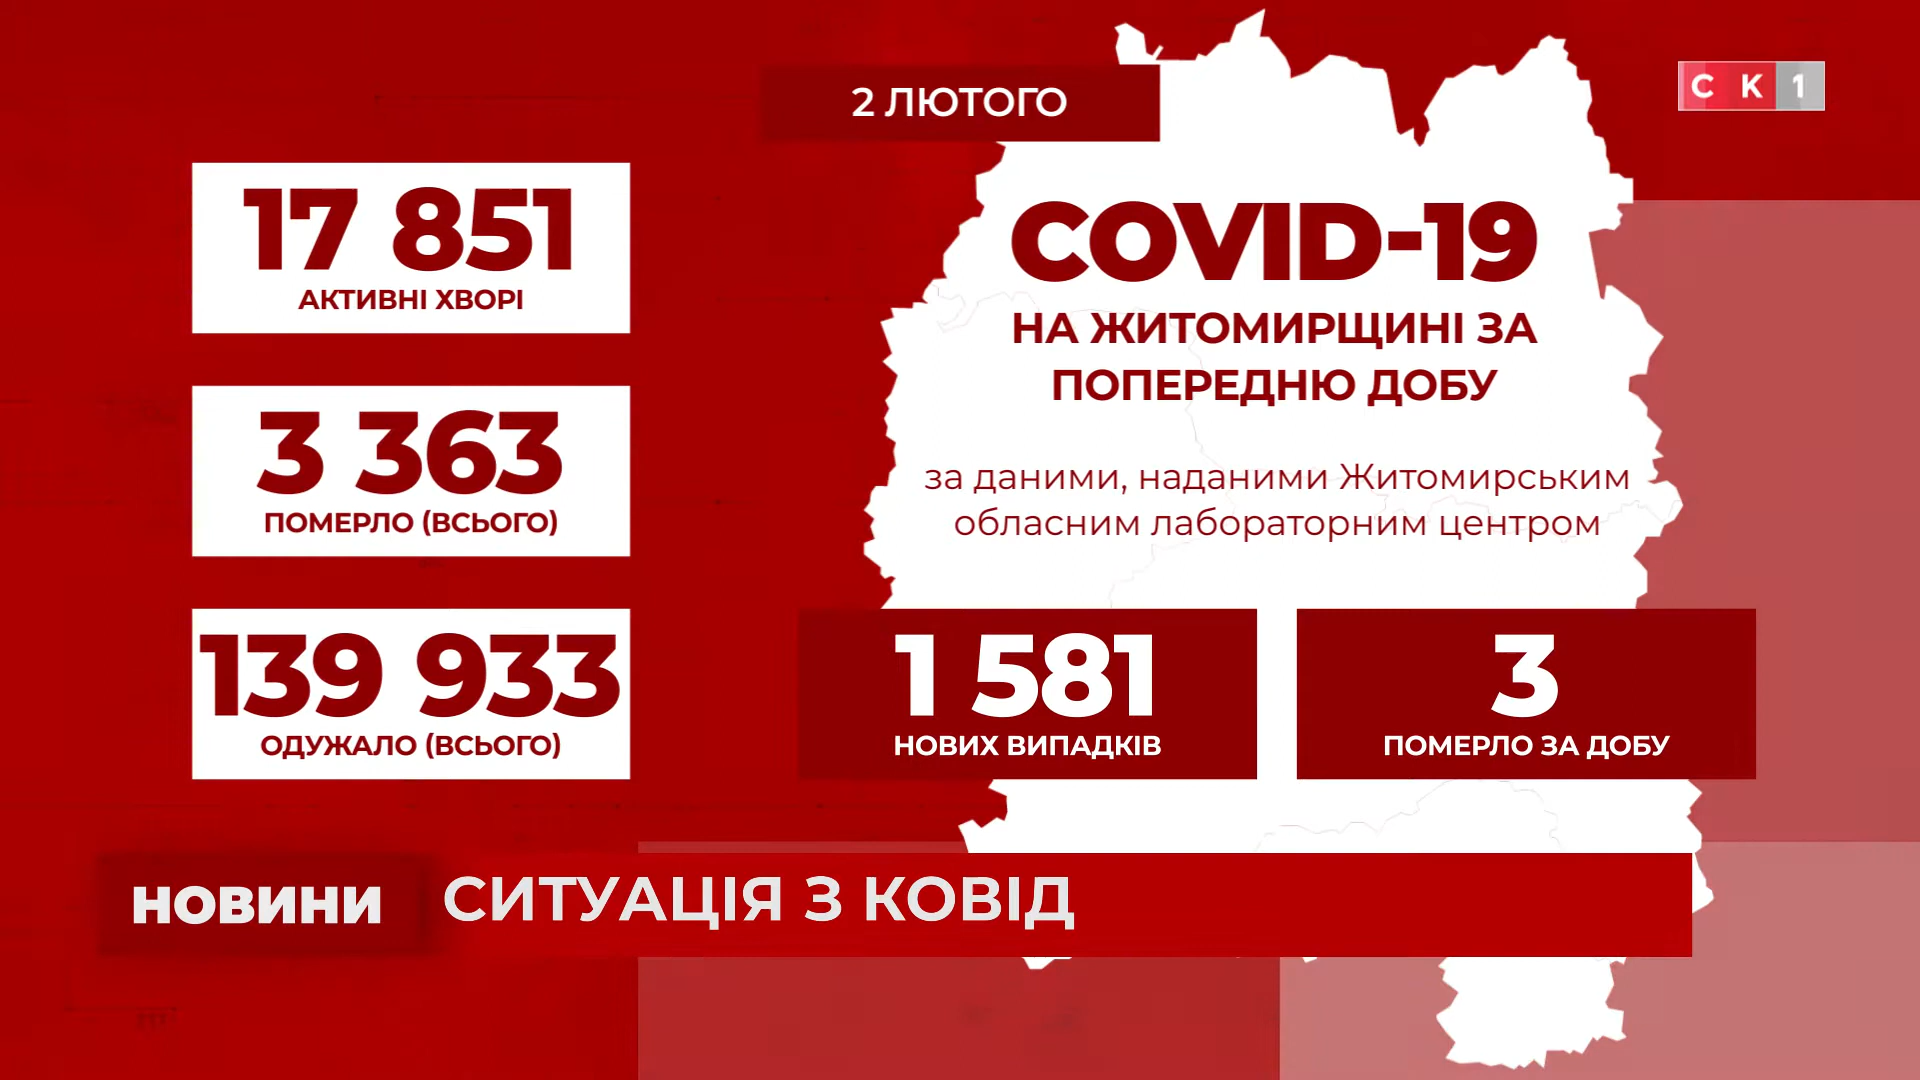 2 ЛЮТОГО
СК1
17 851
АКТИВНІ ХВОРІ
3 363
ПОМЕРЛО (ВСЬОГО)
139 933
ОДУЖАЛО (ВСЬОГО)
COVID-19
НА ЖИТОМИРЩИНІ ЗА
ПОПЕРЕДНЮ ДОБУ
за даними, наданими Житомирським
обласним лабораторним центром
1 581
НОВИХ ВИПАДКІВ
3
ПОМЕРЛО ЗА ДОБУ
НОВИНИ
СИТУАЦІЯ З КОВІД